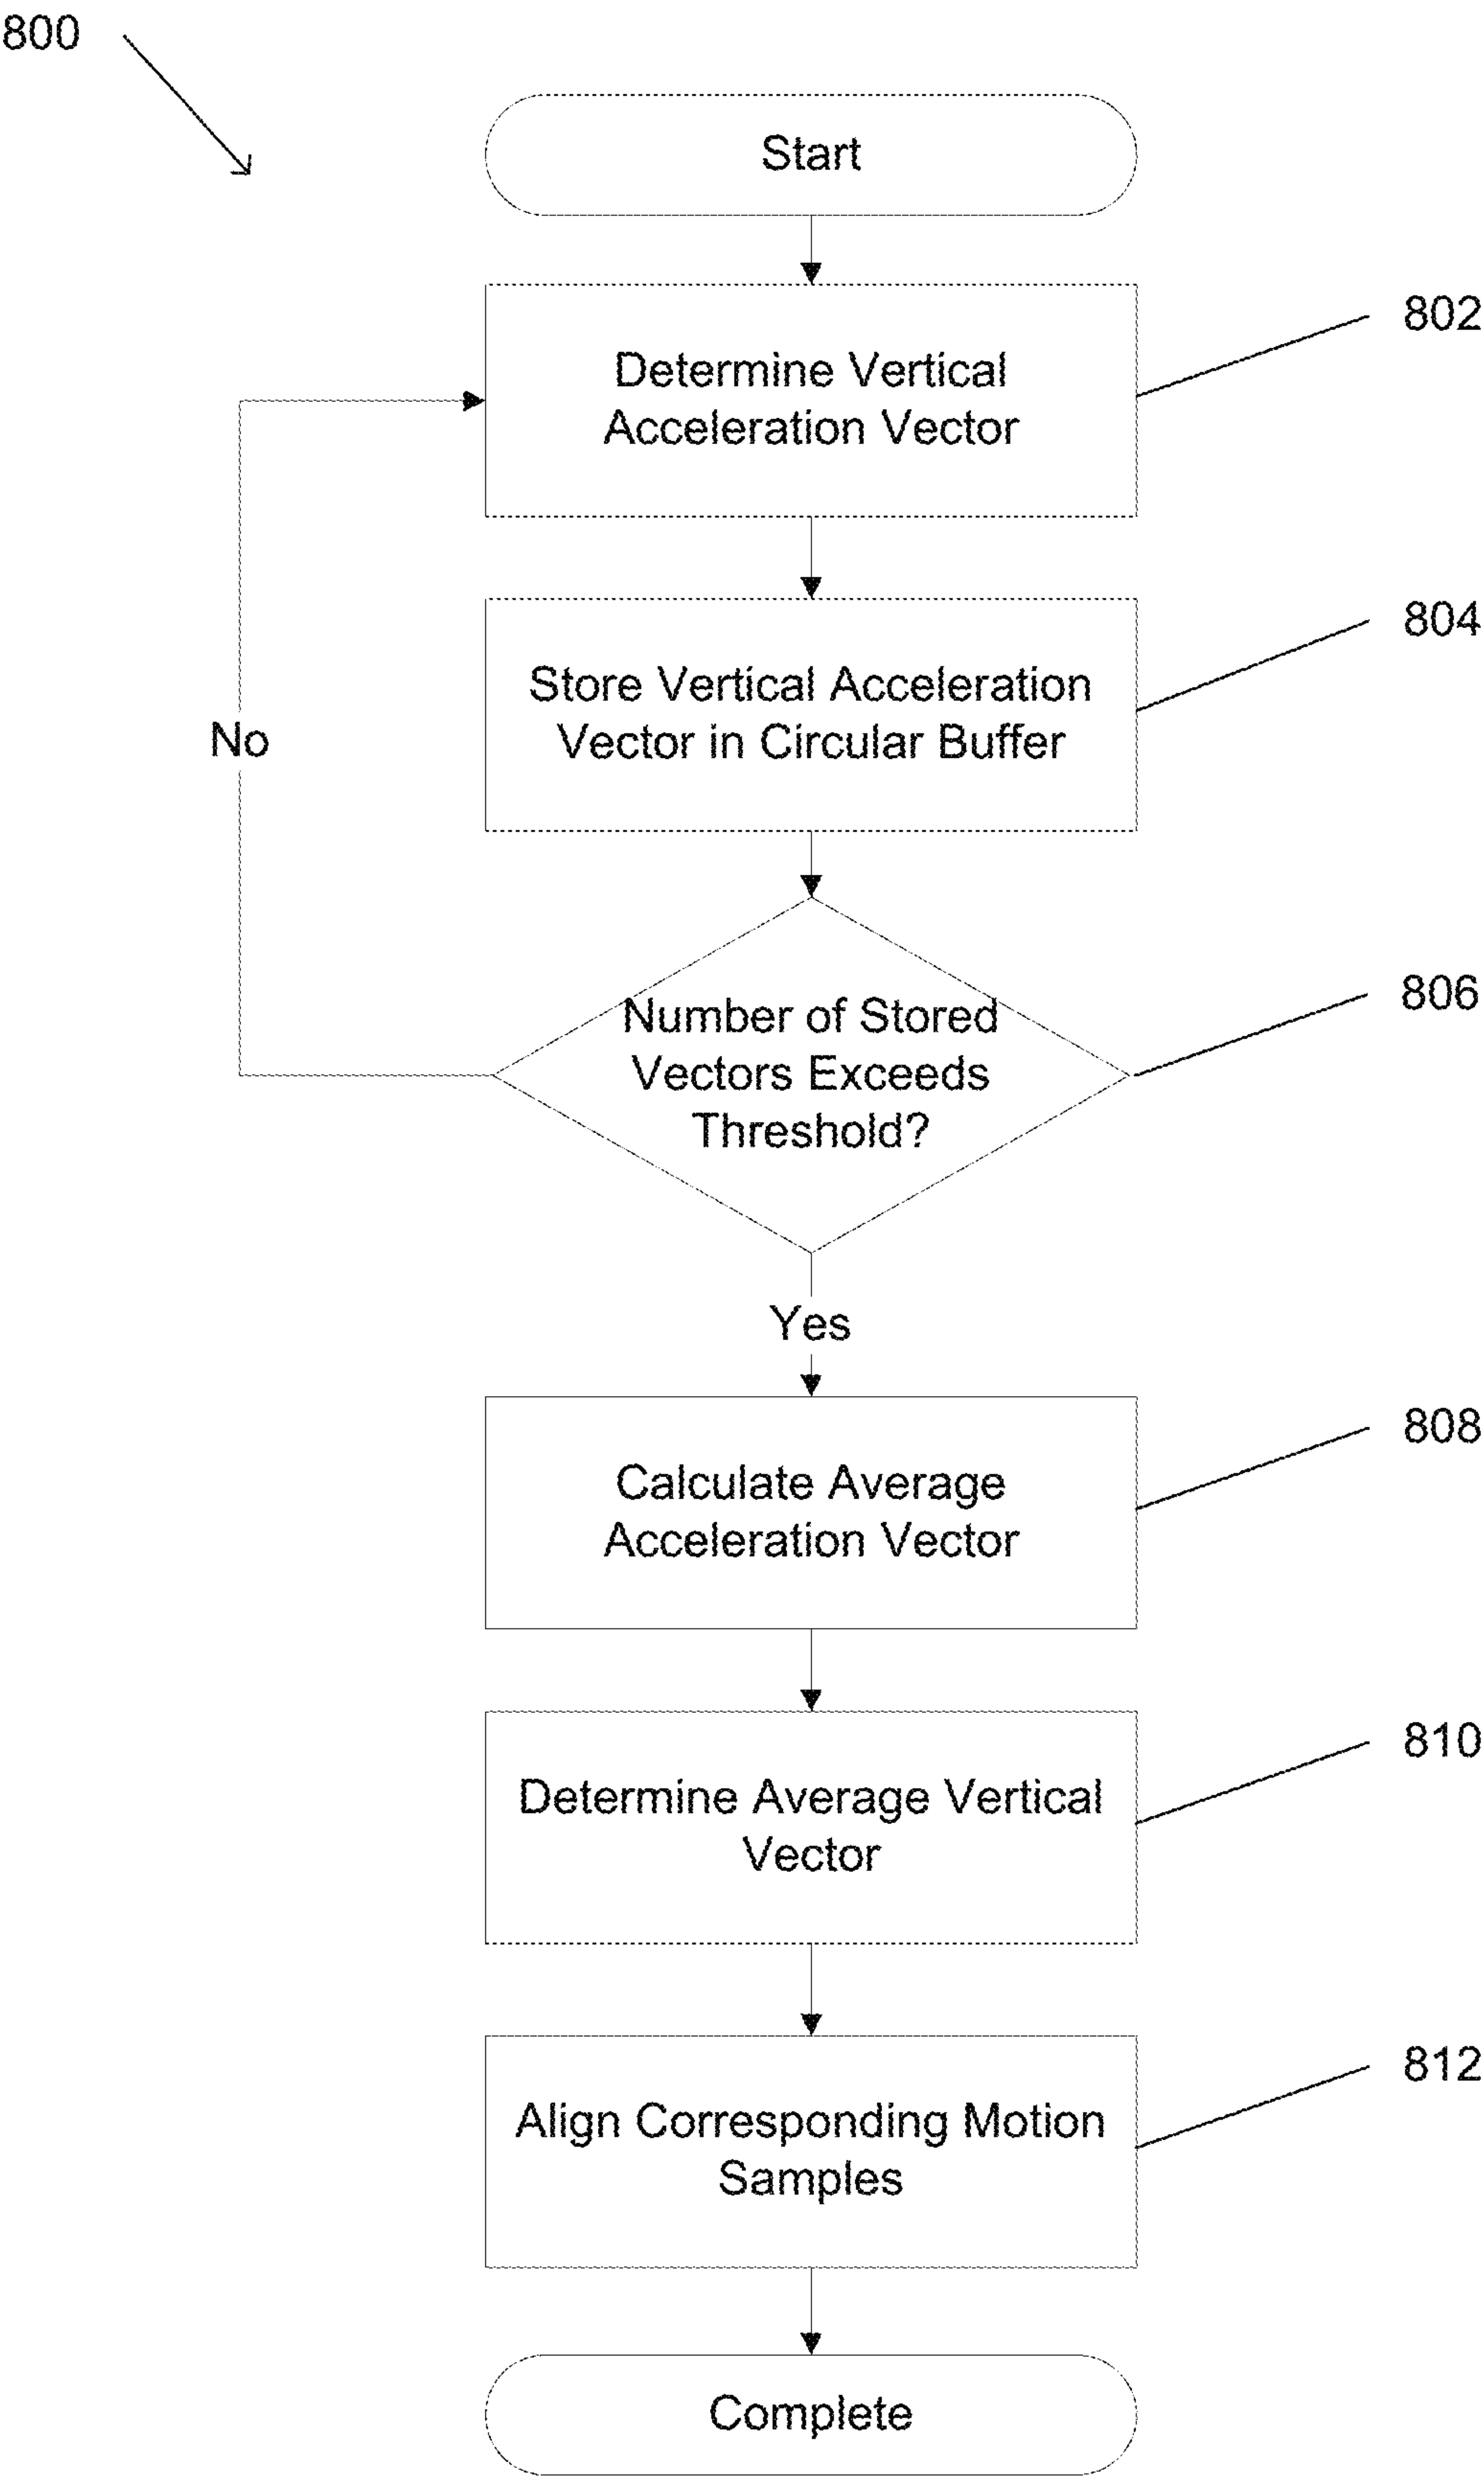 800
Start
Determine Vertical
Acceleration Vector
802
Store Vertical Acceleration
Vector in Circular Buffer
804
No
Number of Stored
Vectors Exceeds
Threshold?
806
Yes
Calculate Average
Acceleration Vector
808
Determine Average Vertical
Vector
810
Align Corresponding Motion
Samples
812
Complete